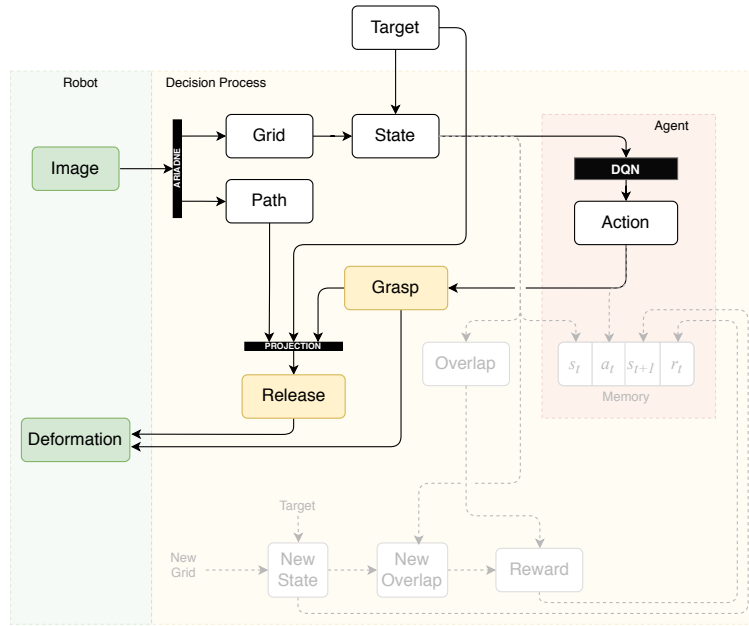 Target
Robot
Decision Process
Agent
Image
ARIADNE
Grid
State
DQN
Path
Action
Grasp
PROJECTION
Overlap
s_t a_t s_{t+1} r_t
Memory
Release
Deformation
Target
New
Grid
New
State
New
Overlap
Reward